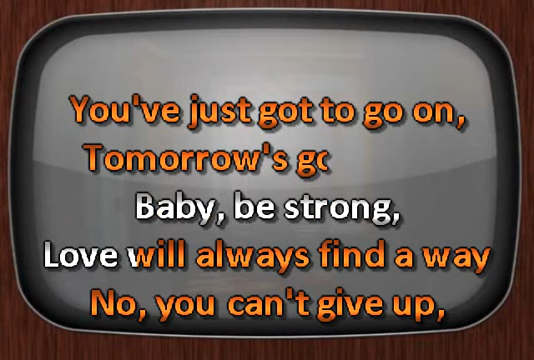 You've just got to go on,
Tomorrow's
Baby, be strong,
Love will always find a way
No, you can't give up,